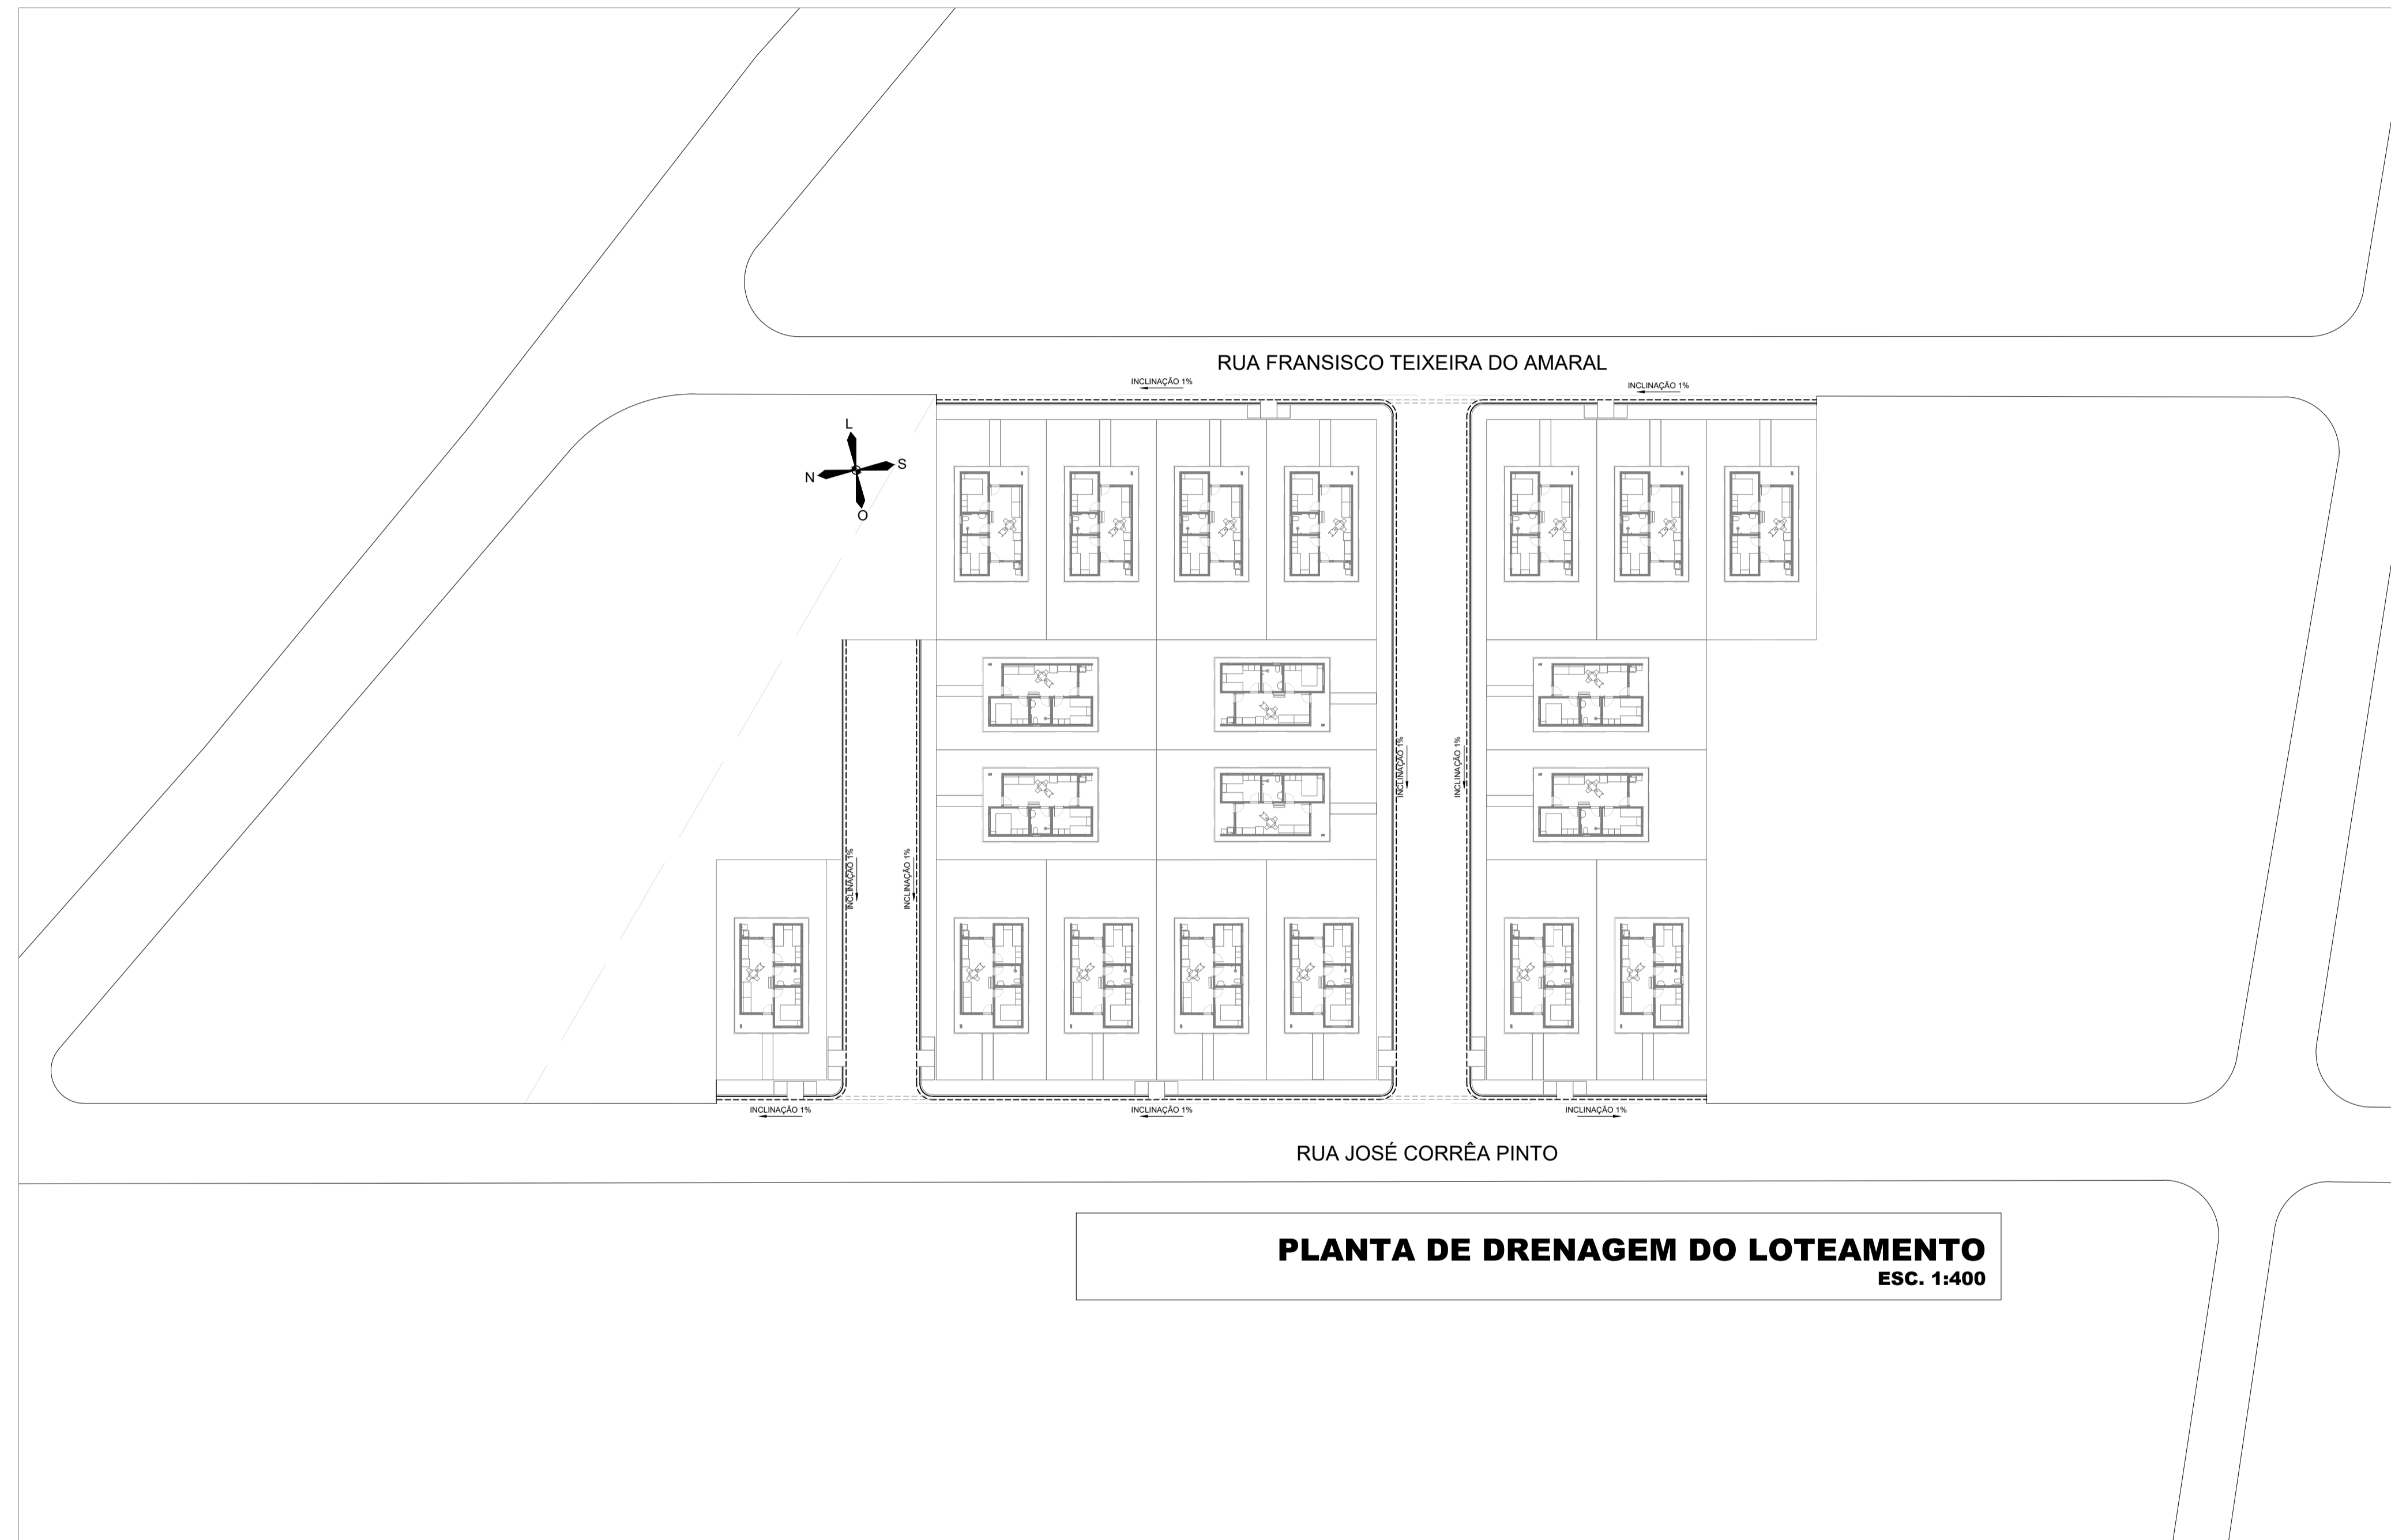 RUA FRANSISCO TEIXEIRA DO AMARAL
INCLINAÇÃO 1%
INCLINAÇÃO 1%
L
N
S
O
INCLINAÇÃO 1%
INCLINAÇÃO 1%
INCLINAÇÃO 1%
INCLINAÇÃO 1%
INCLINAÇÃO 1%
INCLINAÇÃO 1%
INCLINAÇÃO 1%
RUA JOSÉ CORRÊA PINTO
PLANTA DE DRENAGEM DO LOTEAMENTO
ESC. 1:400